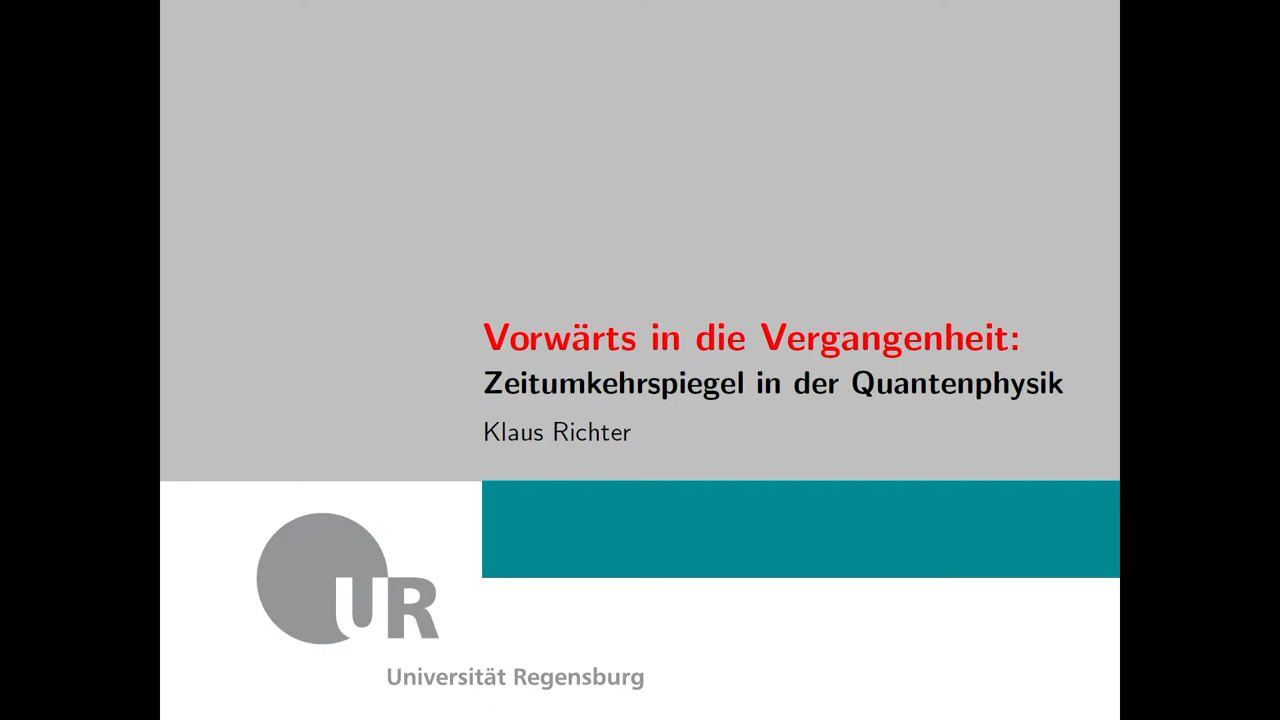 Vorwärts in die Vergangenheit:
Zeitumkehrspiegel in der Quantenphysik
Klaus Richter
UR
Universität Regensburg